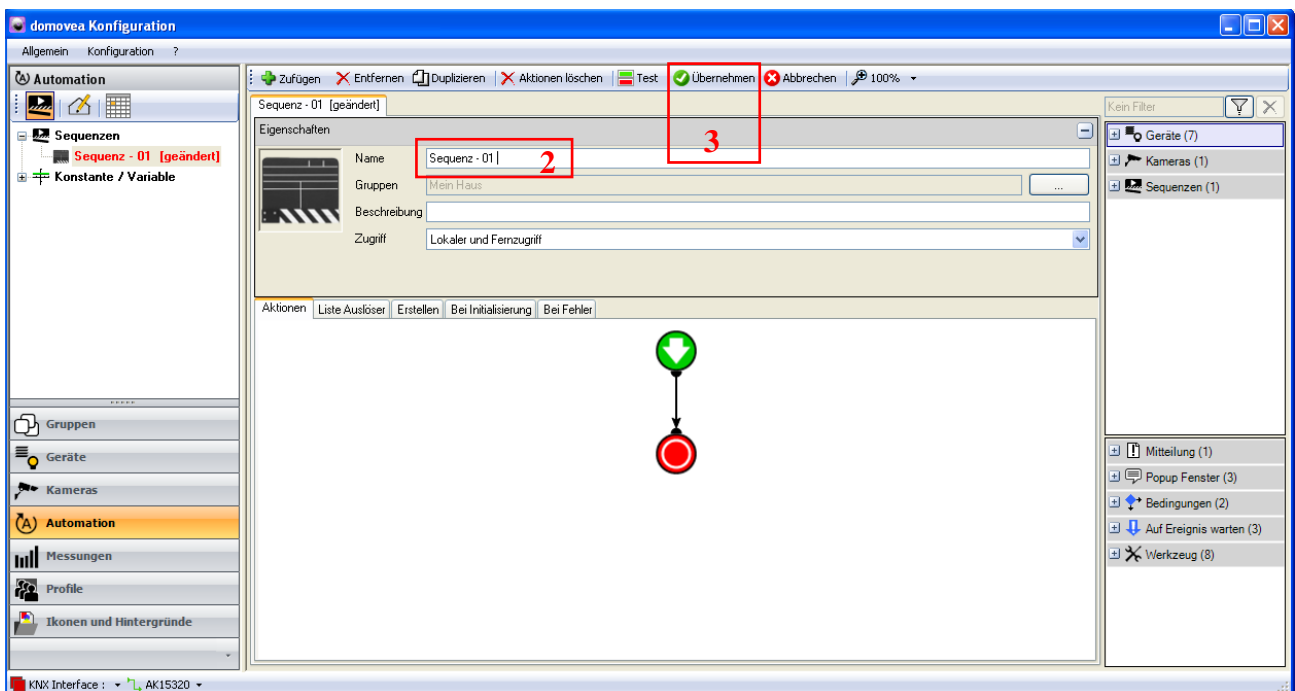 domovea Konfiguration
Allgemein Konfiguration ?
Automation
Zufügen Entfernen Duplizieren Aktionen löschen Test Übernehmen Abbrechen 100%
Sequenz - 01 [geändert]
Kein Filter
Sequenzen
Sequenz - 01 [geändert]
Konstante / Variable
Eigenschaften
Name Sequenz - 01
2
3
Gruppen Mein Haus ...
Beschreibung
Zugriff Lokaler und Fernzugriff
Geräte (7)
Kameras (1)
Sequenzen (1)
Aktionen Liste Auslöser Erstellen Bei Initialisierung Bei Fehler
Gruppen
Geräte
Kameras
Automation
Messungen
Profile
Ikonen und Hintergründe
Mitteilung (1)
Popup Fenster (3)
Bedingungen (2)
Auf Ereignis warten (3)
Werkzeug (8)
KNX Interface : AK15320